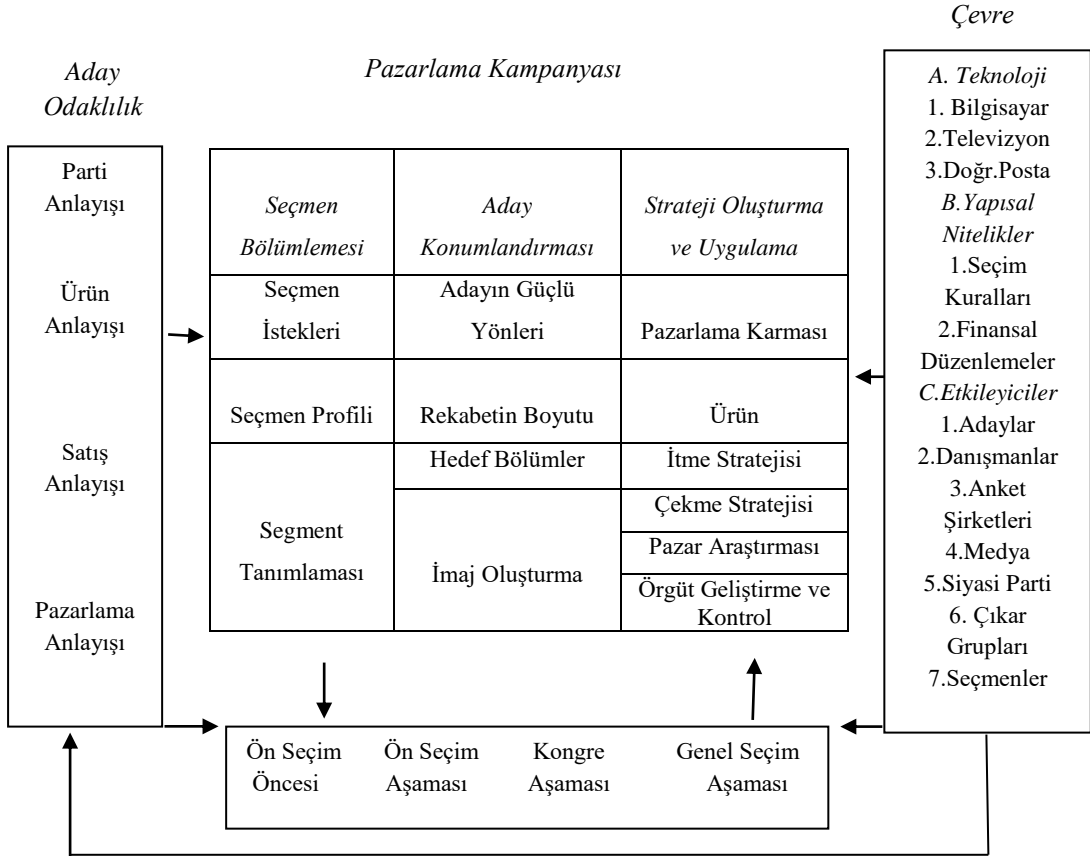 Aday
Odaklılık
Parti
Anlayışı
Ürün
Anlayışı
Satış
Anlayışı
Pazarlama
Anlayışı
Pazarlama Kampanyası
Seçmen
Bölümlemesi
Aday
Konumlandırması
Strateji Oluşturma
ve Uygulama
Seçmen
İstekleri
Adayın Güçlü
Yönleri
Pazarlama Karması
Seçmen Profili
Rekabetin Boyutu
Ürün
Segment
Tanımlaması
Hedef Bölümler
İmaj Oluşturma
İtme Stratejisi
Çekme Stratejisi
Pazar Araştırması
Örgüt Geliştirme ve
Kontrol
Ön Seçim
Öncesi
Ön Seçim
Aşaması
Kongre
Aşaması
Genel Seçim
Aşaması
Çevre
A. Teknoloji
1. Bilgisayar
2.Televizyon
3.Doğr.Posta
B.Yapısal
Nitelikler
1.Seçim
Kuralları
2.Finansal
Düzenlemeler
C.Etkileyiciler
1.Adaylar
2.Danışmanlar
3.Anket
Şirketleri
4.Medya
5.Siyasi Parti
6. Çıkar
Grupları
7.Seçmenler